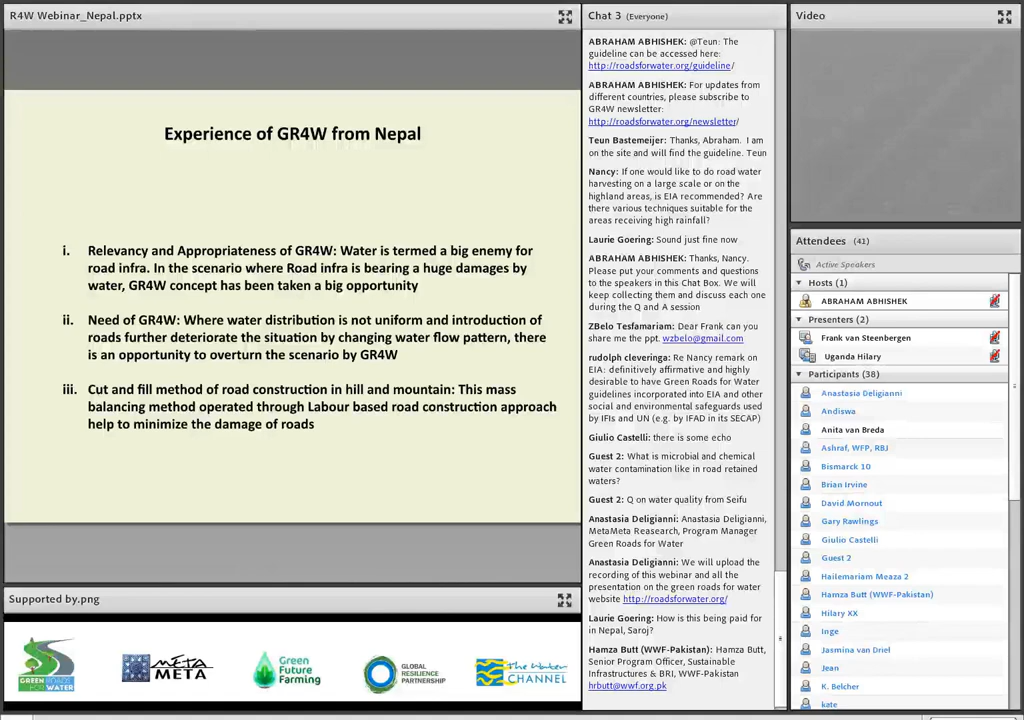 R4W Webinar_Nepal.pptx
Experience of GR4W from Nepal
i. Relevancy and Appropriateness of GR4W: Water is termed a big enemy for
road infra. In the scenario where Road infra is bearing a huge damages by
water, GR4W concept has been taken a big opportunity
ii. Need of GR4W: Where water distribution is not uniform and introduction of
roads further deteriorate the situation by changing water flow pattern, there
is an opportunity to overturn the scenario by GR4W
iii. Cut and fill method of road construction in hill and mountain: This mass
balancing method operated through Labour based road construction approach
help to minimize the damage of roads
Supported by.png
GREEN ROADS
FOR WATER
META
META
Green
Future
Farming
GLOBAL
RESILIENCE
PARTNERSHIP
The Water
CHANNEL
Chat 3 (Everyone)
ABRAHAM ABHISHEK: @Teun: The
guideline can be accessed here:
http://roadsforwater.org/guideline/
ABRAHAM ABHISHEK: For updates from
different countries, please subscribe to
GR4W newsletter:
http://roadsforwater.org/newsletter/
Teun Bastemeijer: Thanks, Abraham. I am
on the site and will find the guideline. Teun
Nancy: If one would like to do road water
harvesting on a large scale or on the
highland areas, is EIA recommended? Are
there various techniques suitable for the
areas receiving high rainfall?
Laurie Goering: Sound just fine now
ABRAHAM ABHISHEK: Thanks, Nancy.
Please put your comments and questions
to the speakers in this Chat Box. We will
keep collecting them and discuss each one
during the Q and A session
ZBelo Tesfamariam: Dear Frank can you
share me the ppt. wzbelo@gmail.com
rudolph cleveringa: Re Nancy remark on
EIA: definitively affirmative and highly
desirable to have Green Roads for Water
guidelines incorporated into EIA and other
social and environmental safeguards used
by IFIs and UN (e.g. by IFAD in its SECAP)
Giulio Castelli: there is some echo
Guest 2: What is microbial and chemical
water contamination like in road retained
waters?
Guest 2: Q on water quality from Seifu
Anastasia Deligianni: Anastasia Deligianni,
MetaMeta Reasearch, Program Manager
Green Roads for Water
Anastasia Deligianni: We will upload the
recording of this webinar and all the
presentation on the green roads for water
website http://roadsforwater.org/
Laurie Goering: How is this being paid for
in Nepal, Saroj?
Hamza Butt (WWF-Pakistan): Hamza Butt,
Senior Program Officer, Sustainable
Infrastructures & BRI, WWF-Pakistan
hrbutt@wwf.org.pk
Video
Attendees (41)
Active Speakers
Hosts (1)
ABRAHAM ABHISHEK
Presenters (2)
Frank van Steenbergen
Uganda Hilary
Participants (38)
Anastasia Deligianni
Andiswa
Anita van Breda
Ashraf, WFP, RBJ
Bismarck 10
Brian Irvine
David Mornout
Gary Rawlings
Giulio Castelli
Guest 2
Hailemariam Meaza 2
Hamza Butt (WWF-Pakistan)
Hilary XX
Inge
Jasmina van Driel
Jean
K. Belcher
kate